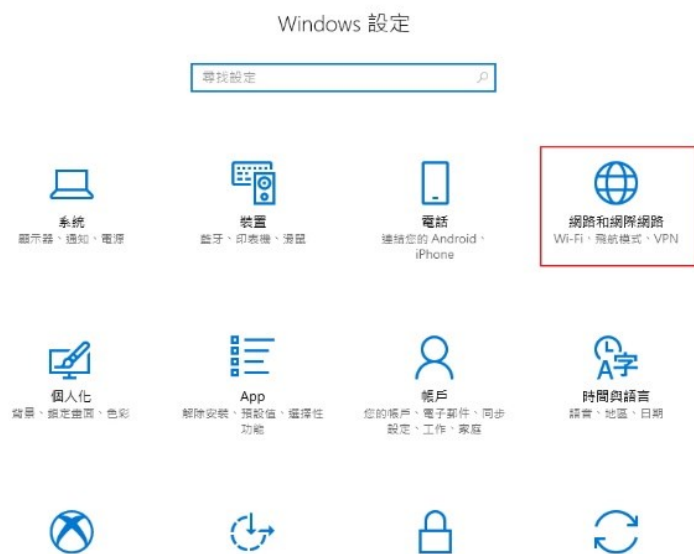 Windows 設定
尋找設定
系統
顯示器、通知、電源
裝置
藍牙、印表機、滑鼠
電話
連結您的 Android、
iPhone
網路和網際網路
Wi-Fi、飛航模式、VPN
個人化
背景、鎖定畫面、色彩
App
解除安裝、預設值、選擇性
功能
帳戶
您的帳戶、電子郵件、同步
設定、工作、家庭
時間與語言
語音、地區、日期